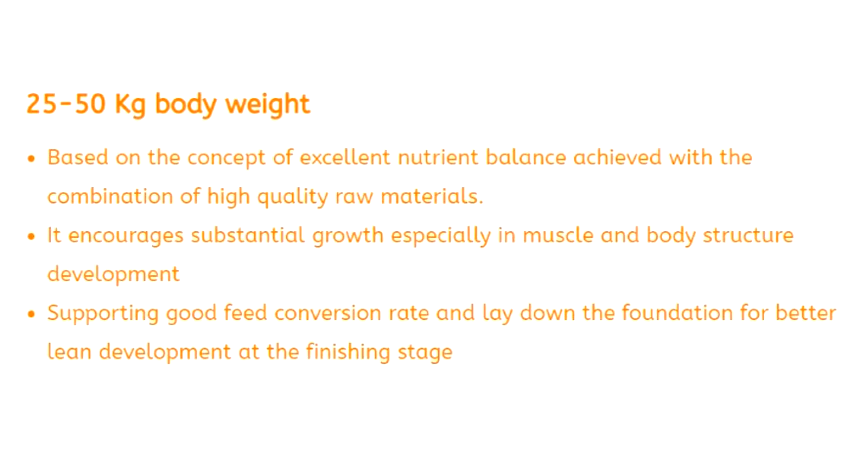 25-50 Kg body weight
• Based on the concept of excellent nutrient balance achieved with the
combination of high quality raw materials.
• It encourages substantial growth especially in muscle and body structure
development
• Supporting good feed conversion rate and lay down the foundation for better
lean development at the finishing stage